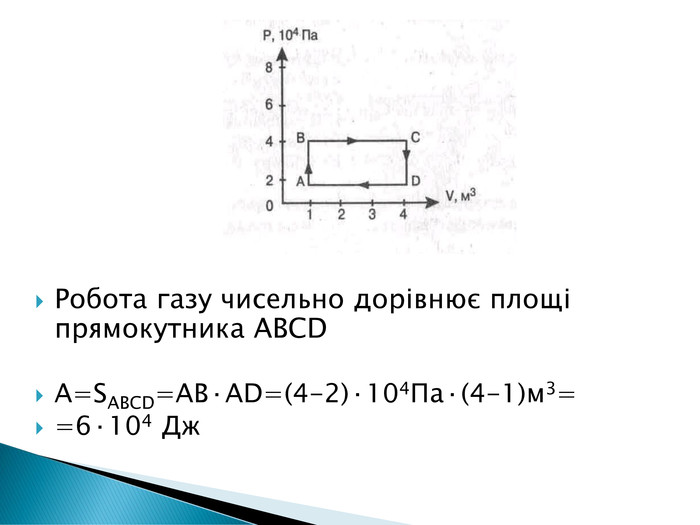 P, 10⁴ Па
8
6
4 B C
2 A D
0 V, м³
1 2 3 4
Робота газу чисельно дорівнює площі
прямокутника ABCD
A=S_ABCD=AB·AD=(4-2)·10⁴Па·(4-1)м³=
=6·10⁴ Дж